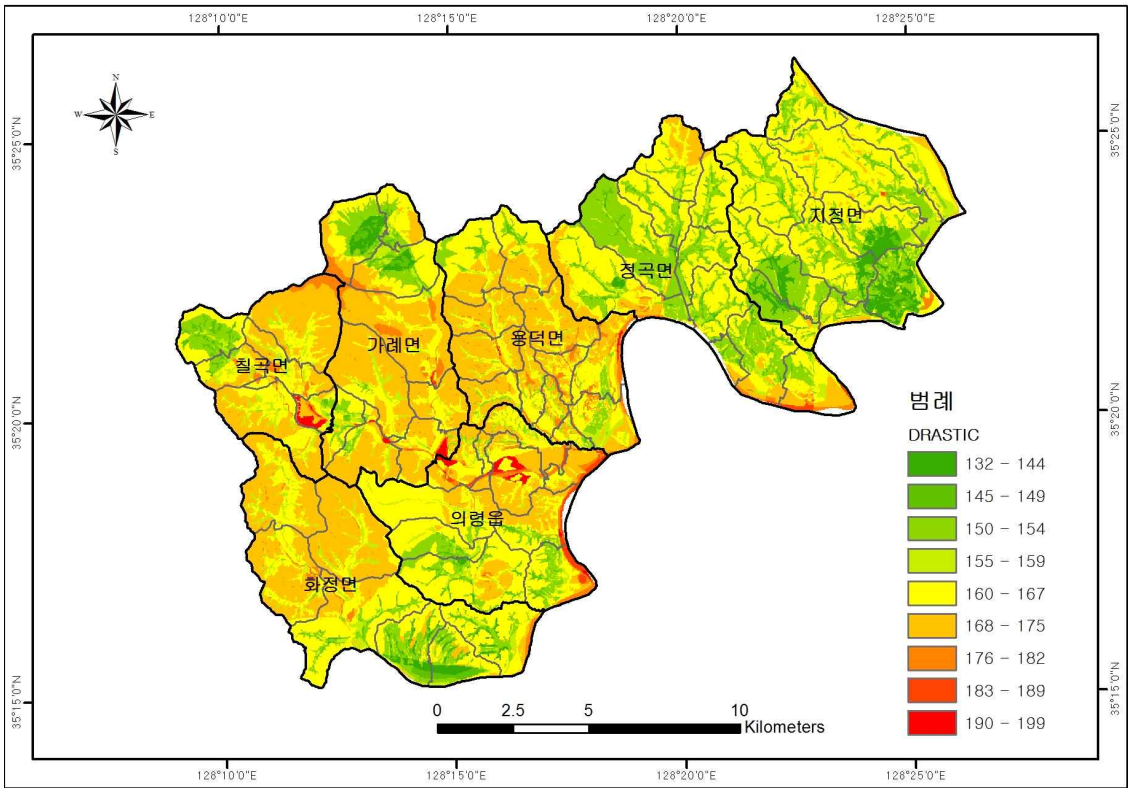 128°10'0"E
128°15'0"E
128°20'0"E
128°25'0"E
N
W
E
S
35°25'0"N
35°25'0"N
지정면
정곡면
용덕면
가례면
칠곡면
35°20'0"N
35°20'0"N
의령읍
화정면
35°15'0"N
35°15'0"N
범례
DRASTIC
132 - 144
145 - 149
150 - 154
155 - 159
160 - 167
168 - 175
176 - 182
183 - 189
190 - 199
0 2.5 5 10
Kilometers
128°10'0"E
128°15'0"E
128°20'0"E
128°25'0"E